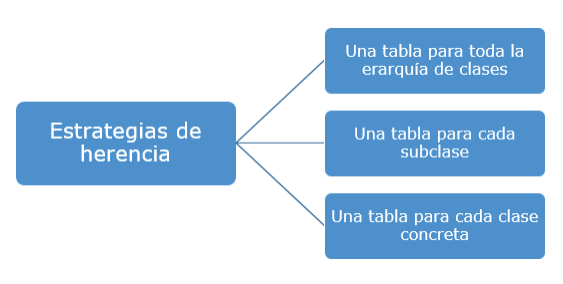 Estrategias de
herencia
Una tabla para toda la
erarquía de clases
Una tabla para cada
subclase
Una tabla para cada clase
concreta